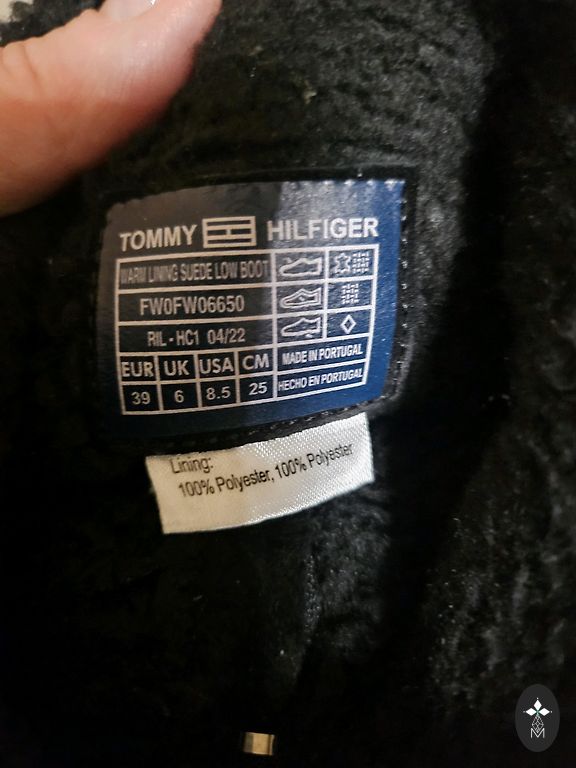 TOMMY HILFIGER
WARM LINING SUEDE LOW BOOT
FW0FW06650
RIL - HC1 04/22
EUR UK USA CM MADE IN PORTUGAL
39 6 8.5 25 HECHO EN PORTUGAL
Lining:
100% Polyester, 100% Polyester